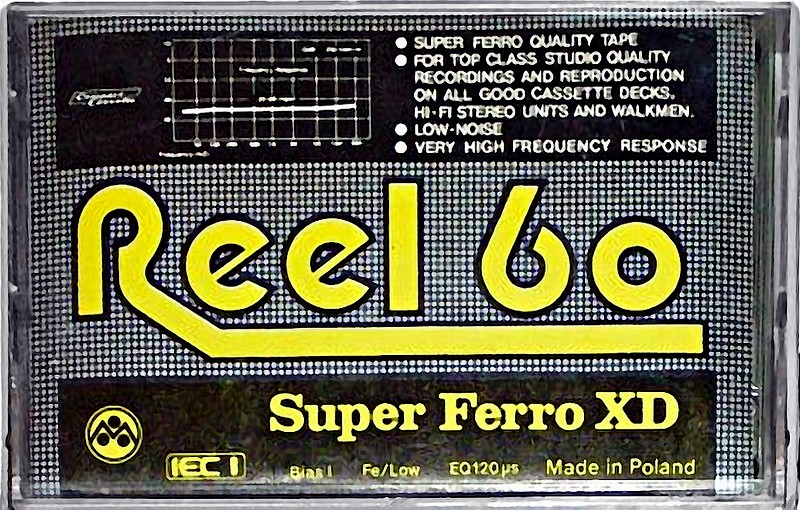 ● SUPER FERRO QUALITY TAPE
● FOR TOP CLASS STUDIO QUALITY
RECORDINGS AND REPRODUCTION
ON ALL GOOD CASSETTE DECKS,
HI-FI STEREO UNITS AND WALKMEN.
● LOW-NOISE
● VERY HIGH FREQUENCY RESPONSE
Compact
Cassette
Reel 60
Super Ferro XD
IEC I Bias I Fe/Low EQ120µs Made in Poland